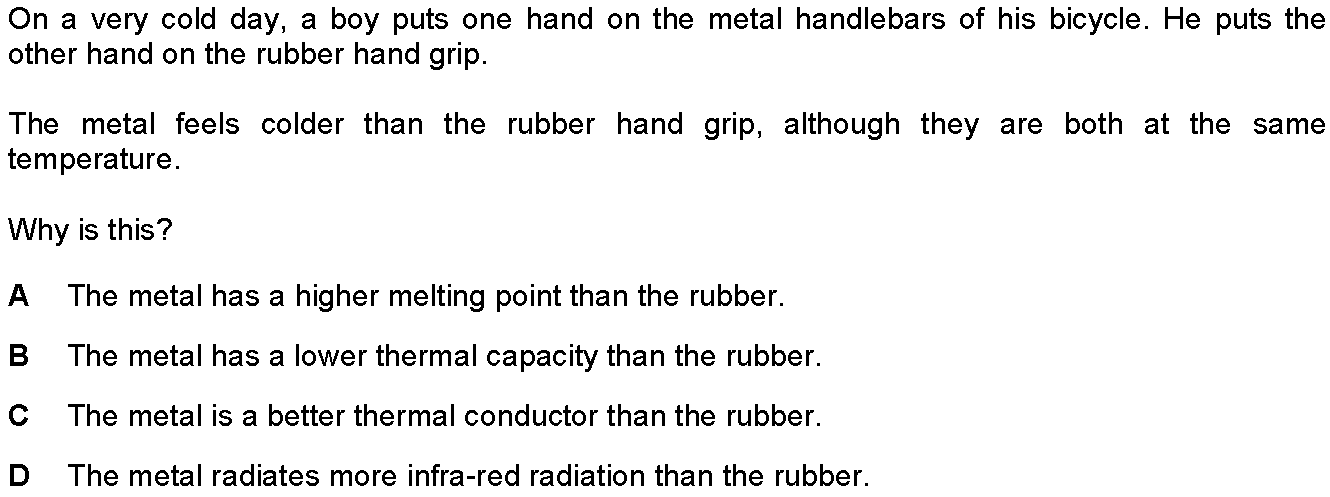 On a very cold day, a boy puts one hand on the metal handlebars of his bicycle. He puts the
other hand on the rubber hand grip.
The metal feels colder than the rubber hand grip, although they are both at the same
temperature.
Why is this?
A The metal has a higher melting point than the rubber.
B The metal has a lower thermal capacity than the rubber.
C The metal is a better thermal conductor than the rubber.
D The metal radiates more infra-red radiation than the rubber.